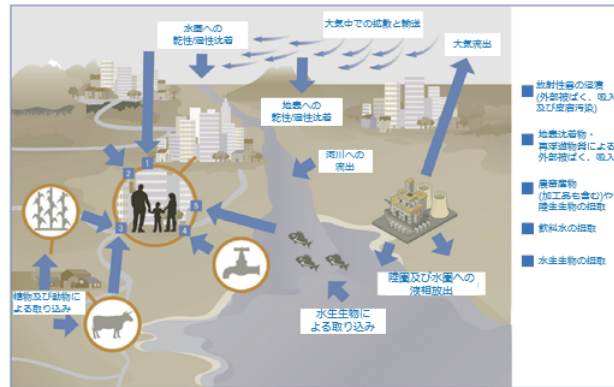 水圏への
乾性/湿性沈着
大気中での拡散と輸送
大気流出
地表への
乾性/湿性沈着
河川への
流出
1
2
3
4
5
植物及び動物に
よる取り込み
水生生物に
よる取り込み
陸圏及び水圏への
液相放出
放射性雲の浸漬
(外部被ばく、吸入
及び皮膚汚染)
地表沈着物・
再浮遊物質による
外部被ばく、吸入
農畜産物
(加工品も含む)や
陸生生物の摂取
飲料水の摂取
水生生物の摂取